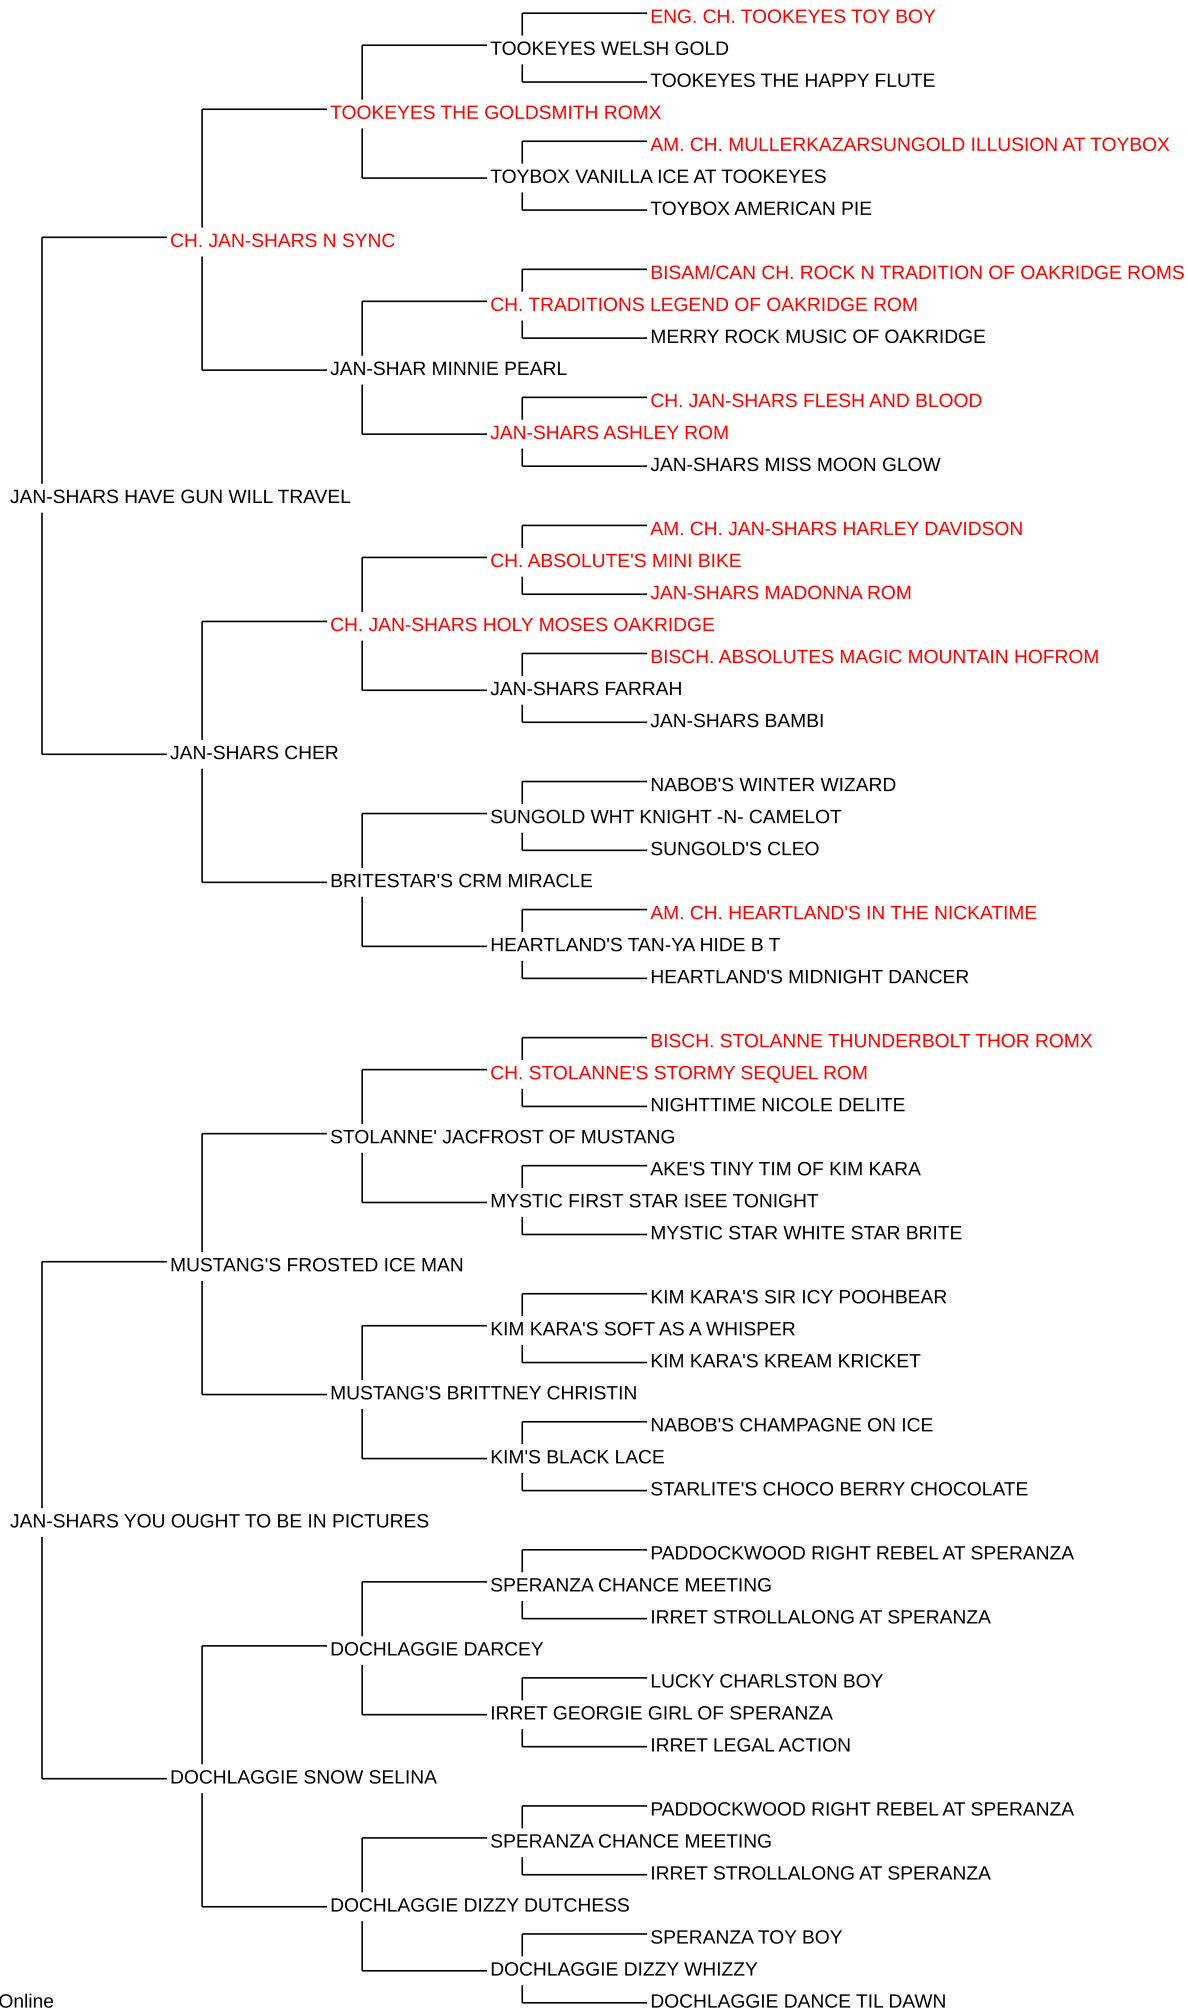 ENG. CH. TOOKEYES TOY BOY
TOOKEYES WELSH GOLD
TOOKEYES THE HAPPY FLUTE
TOOKEYES THE GOLDSMITH ROMX
AM. CH. MULLERKAZARSUNGOLD ILLUSION AT TOYBOX
TOYBOX VANILLA ICE AT TOOKEYES
TOYBOX AMERICAN PIE
CH. JAN-SHARS N SYNC
BISAM/CAN CH. ROCK N TRADITION OF OAKRIDGE ROMS
CH. TRADITIONS LEGEND OF OAKRIDGE ROM
MERRY ROCK MUSIC OF OAKRIDGE
JAN-SHAR MINNIE PEARL
CH. JAN-SHARS FLESH AND BLOOD
JAN-SHARS ASHLEY ROM
JAN-SHARS MISS MOON GLOW
JAN-SHARS HAVE GUN WILL TRAVEL
AM. CH. JAN-SHARS HARLEY DAVIDSON
CH. ABSOLUTE'S MINI BIKE
JAN-SHARS MADONNA ROM
CH. JAN-SHARS HOLY MOSES OAKRIDGE
BISCH. ABSOLUTES MAGIC MOUNTAIN HOFROM
JAN-SHARS FARRAH
JAN-SHARS BAMBI
JAN-SHARS CHER
NABOB'S WINTER WIZARD
SUNGOLD WHT KNIGHT -N- CAMELOT
SUNGOLD'S CLEO
BRITESTAR'S CRM MIRACLE
AM. CH. HEARTLAND'S IN THE NICKATIME
HEARTLAND'S TAN-YA HIDE B T
HEARTLAND'S MIDNIGHT DANCER
BISCH. STOLANNE THUNDERBOLT THOR ROMX
CH. STOLANNE'S STORMY SEQUEL ROM
NIGHTTIME NICOLE DELITE
STOLANNE' JACFROST OF MUSTANG
AKE'S TINY TIM OF KIM KARA
MYSTIC FIRST STAR ISEE TONIGHT
MYSTIC STAR WHITE STAR BRITE
MUSTANG'S FROSTED ICE MAN
KIM KARA'S SIR ICY POOHBEAR
KIM KARA'S SOFT AS A WHISPER
KIM KARA'S KREAM KRICKET
MUSTANG'S BRITTNEY CHRISTIN
NABOB'S CHAMPAGNE ON ICE
KIM'S BLACK LACE
STARLITE'S CHOCO BERRY CHOCOLATE
JAN-SHARS YOU OUGHT TO BE IN PICTURES
PADDOCKWOOD RIGHT REBEL AT SPERANZA
SPERANZA CHANCE MEETING
IRRET STROLLALONG AT SPERANZA
DOCHLAGGIE DARCEY
LUCKY CHARLSTON BOY
IRRET GEORGIE GIRL OF SPERANZA
IRRET LEGAL ACTION
DOCHLAGGIE SNOW SELINA
PADDOCKWOOD RIGHT REBEL AT SPERANZA
SPERANZA CHANCE MEETING
IRRET STROLLALONG AT SPERANZA
DOCHLAGGIE DIZZY DUTCHESS
SPERANZA TOY BOY
DOCHLAGGIE DIZZY WHIZZY
DOCHLAGGIE DANCE TIL DAWN
Online